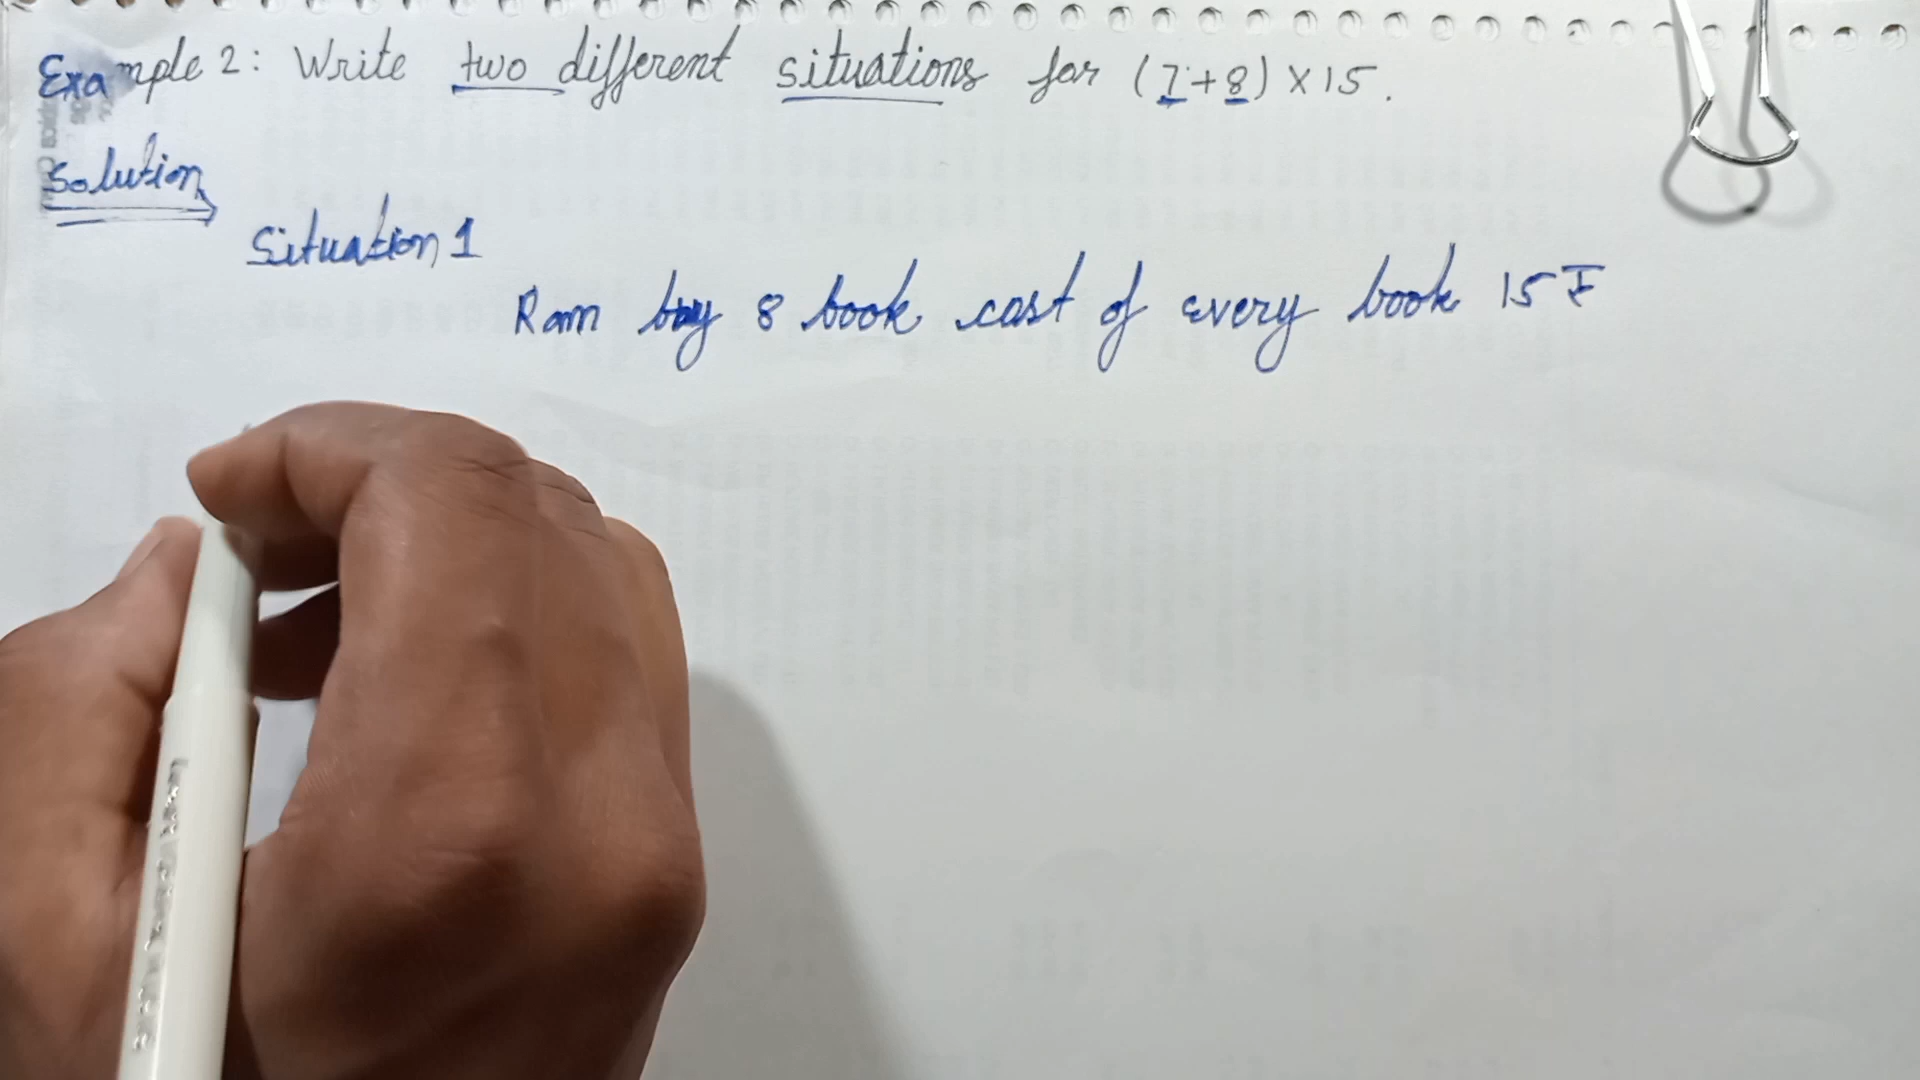 Example 2: Write two different situations for (7+8) × 15.
Solution
Situation 1
Ram buy 8 book cost of every book 15 ₹